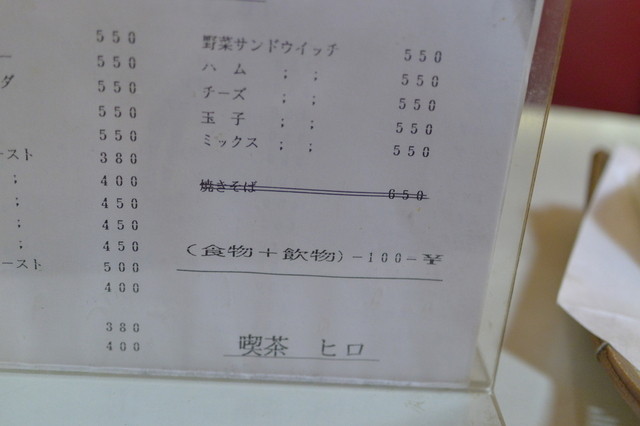 550
550
ダ 550
550
550
ースト 380
； 400
； 450
； 450
； 450
ースト 500
400
380
400
野菜サンドウイッチ 550
ハム ； ； 550
チーズ ； ； 550
玉子 ； ； 550
ミックス ； ； 550
焼きそば 650
(食物＋飲物)－100－¥
喫茶 ヒロ